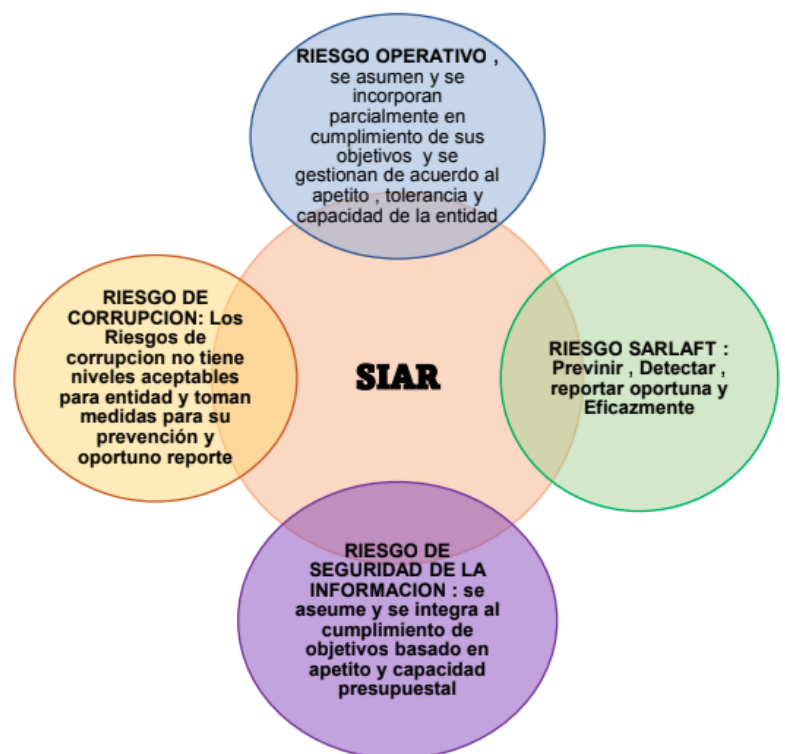 RIESGO OPERATIVO ,
se asumen y se
incorporan
parcialmente en
cumplimiento de sus
objetivos y se
gestionan de acuerdo al
apetito , tolerancia y
capacidad de la entidad
RIESGO DE
CORRUPCION: Los
Riesgos de
corrupcion no tiene
niveles aceptables
para entidad y toman
medidas para su
prevención y
oportuno reporte
SIAR
RIESGO SARLAFT :
Previnir , Detectar ,
reportar oportuna y
Eficazmente
RIESGO DE
SEGURIDAD DE LA
INFORMACION : se
aseume y se integra al
cumplimiento de
objetivos basado en
apetito y capacidad
presupuestal